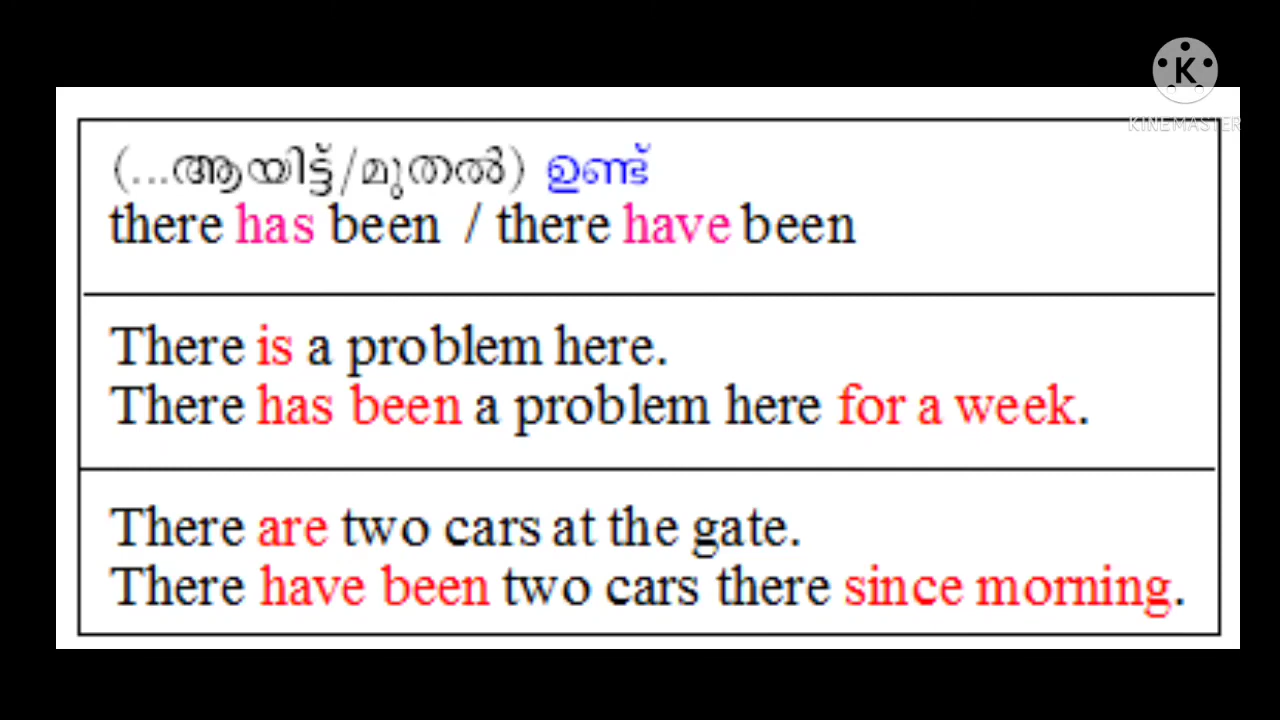 K
KINEMASTER
(...ആയിട്ട്/മുതൽ) ഉണ്ട്
there has been / there have been
There is a problem here.
There has been a problem here for a week.
There are two cars at the gate.
There have been two cars there since morning.